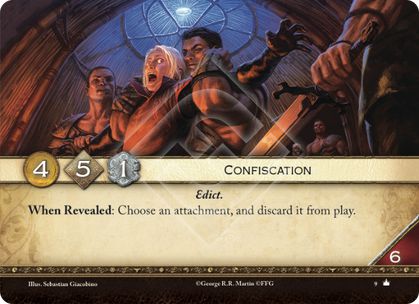 4 5 1 CONFISCATION
Edict.
When Revealed: Choose an attachment, and discard it from play.
6
Illus. Sebastian Giacobino ©George R.R. Martin ©FFG 9